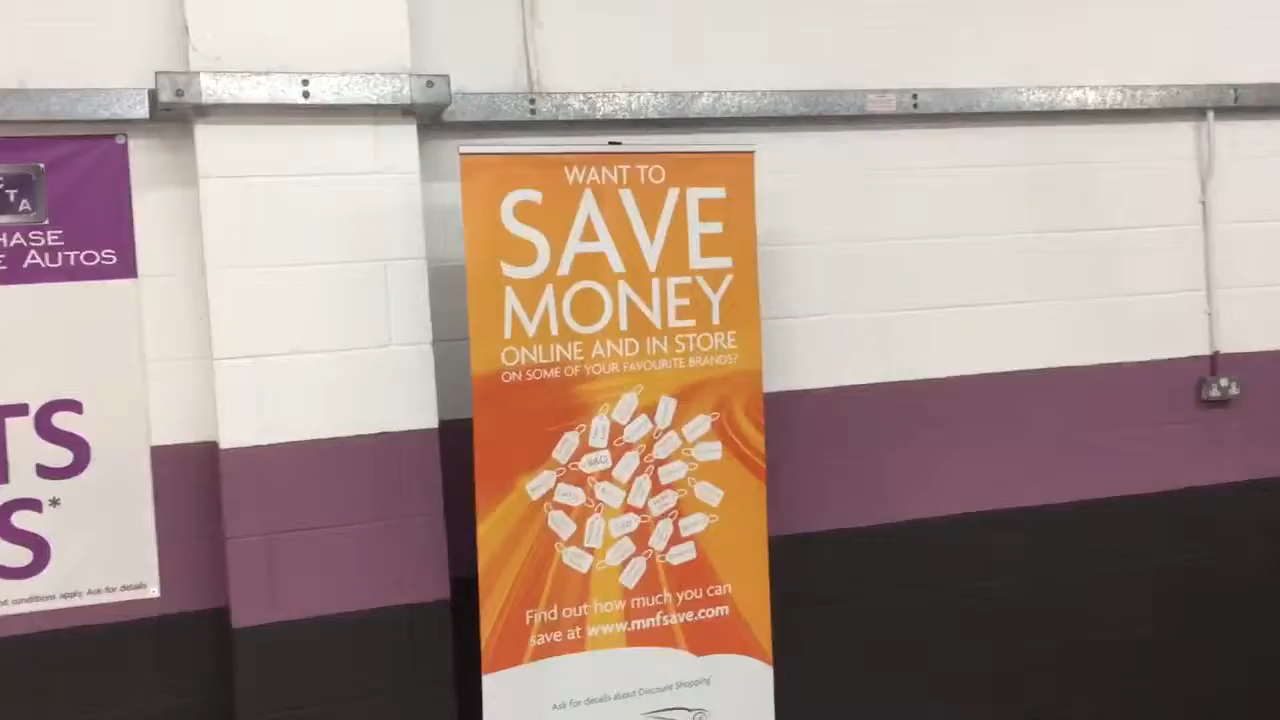 TA
HASE
E AUTOS
TS
S*
nd conditions apply. Ask for details
WANT TO
SAVE
MONEY
ONLINE AND IN STORE
ON SOME OF YOUR FAVOURITE BRANDS?
Find out how much you can
save at www.mnfsave.com
Ask for details about Discount Shopping